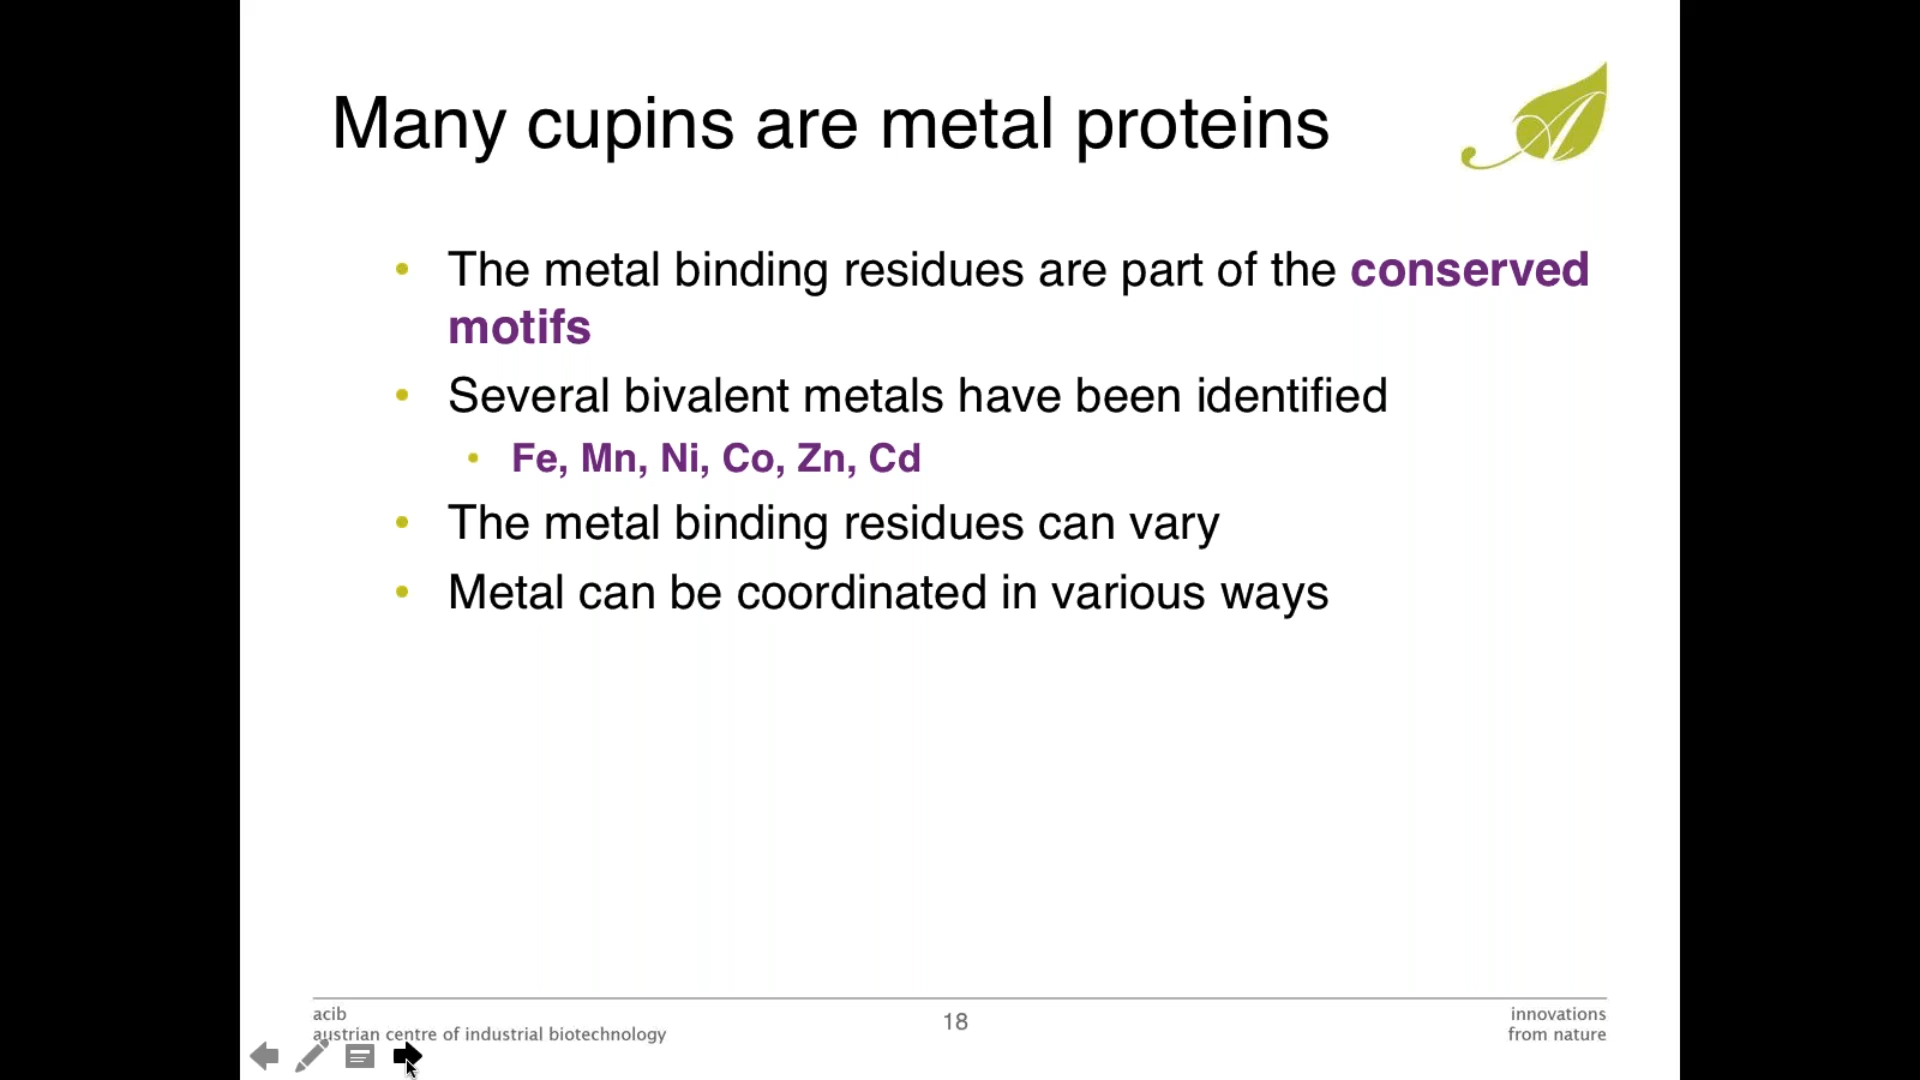 Many cupins are metal proteins
• The metal binding residues are part of the conserved
motifs
• Several bivalent metals have been identified
• Fe, Mn, Ni, Co, Zn, Cd
• The metal binding residues can vary
• Metal can be coordinated in various ways
acib
austrian centre of industrial biotechnology
18
innovations
from nature